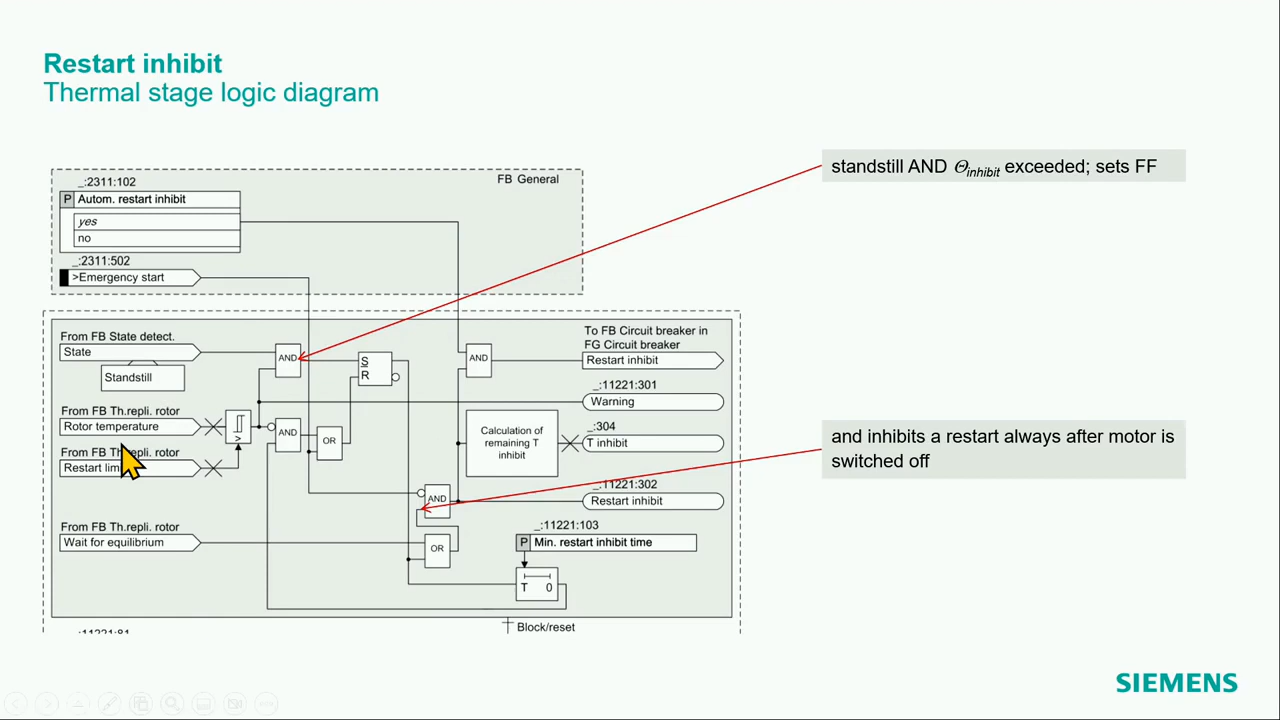 Restart inhibit
Thermal stage logic diagram
standstill AND Θinhibit exceeded; sets FF
_:2311:102
FB General
P Autom. restart inhibit
yes
no
_:2311:502
>Emergency start
From FB State detect.
State
Standstill
AND
S
R
AND
To FB Circuit breaker in
FG Circuit breaker
Restart inhibit
_:11221:301
Warning
From FB Th.repli. rotor
Rotor temperature
>
AND
OR
Calculation of
remaining T
inhibit
_:304
T inhibit
and inhibits a restart always after motor is
switched off
From FB Th.repli. rotor
Restart
AND
_:11221:302
Restart inhibit
From FB Th.repli. rotor
Wait for equilibrium
OR
_:11221:103
P Min. restart inhibit time
T 0
Block/reset
SIEMENS